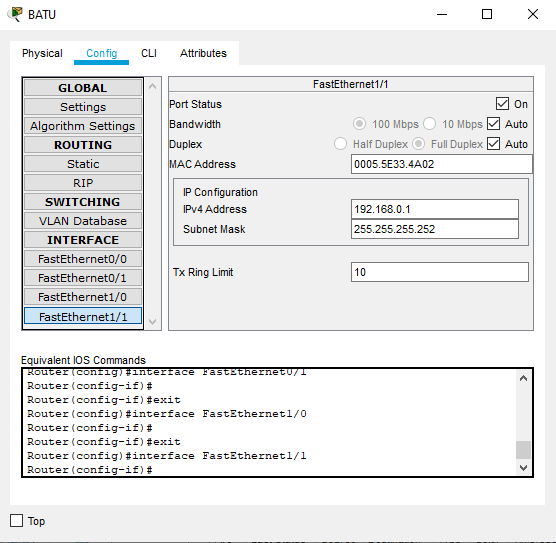 BATU
Physical Config CLI Attributes
GLOBAL
Settings
Algorithm Settings
ROUTING
Static
RIP
SWITCHING
VLAN Database
INTERFACE
FastEthernet0/0
FastEthernet0/1
FastEthernet1/0
FastEthernet1/1
FastEthernet1/1
Port Status On
Bandwidth 100 Mbps 10 Mbps Auto
Duplex Half Duplex Full Duplex Auto
MAC Address 0005.5E33.4A02
IP Configuration
IPv4 Address 192.168.0.1
Subnet Mask 255.255.255.252
Tx Ring Limit 10
Equivalent IOS Commands
Router(config)#interface FastEthernet0/1
Router(config-if)#
Router(config-if)#exit
Router(config)#interface FastEthernet1/0
Router(config-if)#
Router(config-if)#exit
Router(config)#interface FastEthernet1/1
Router(config-if)#
Top